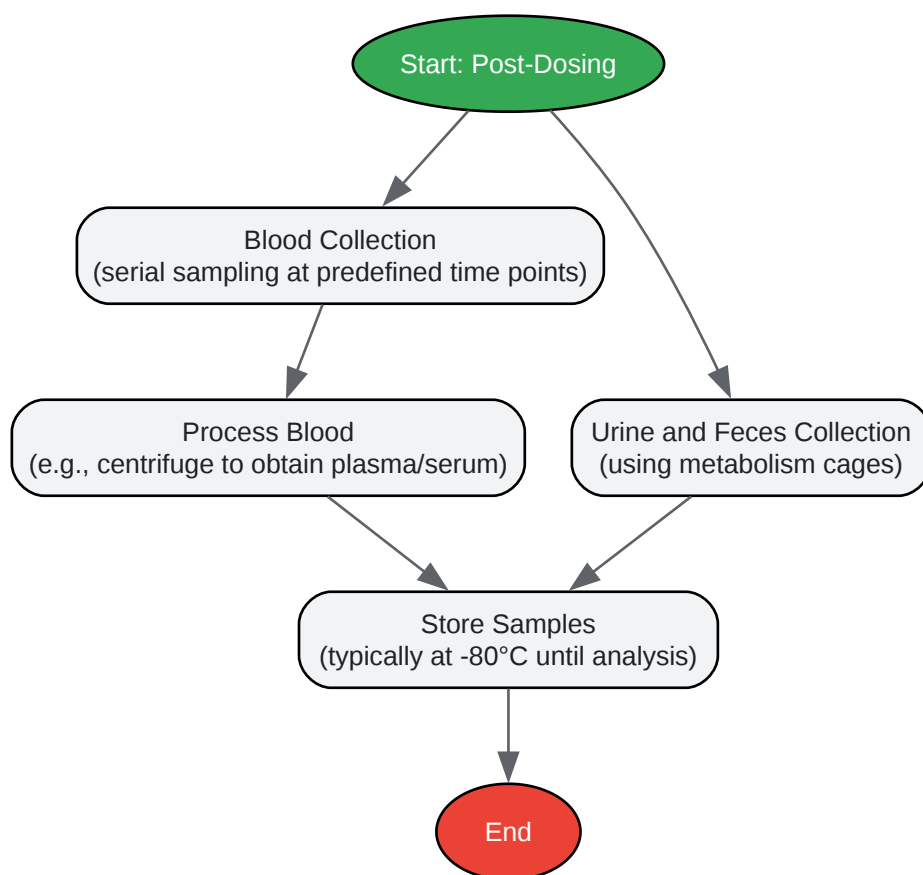 Start: Post-Dosing
Blood Collection
(serial sampling at predefined time points)
Process Blood
(e.g., centrifuge to obtain plasma/serum)
Urine and Feces Collection
(using metabolism cages)
Store Samples
(typically at -80°C until analysis)
End